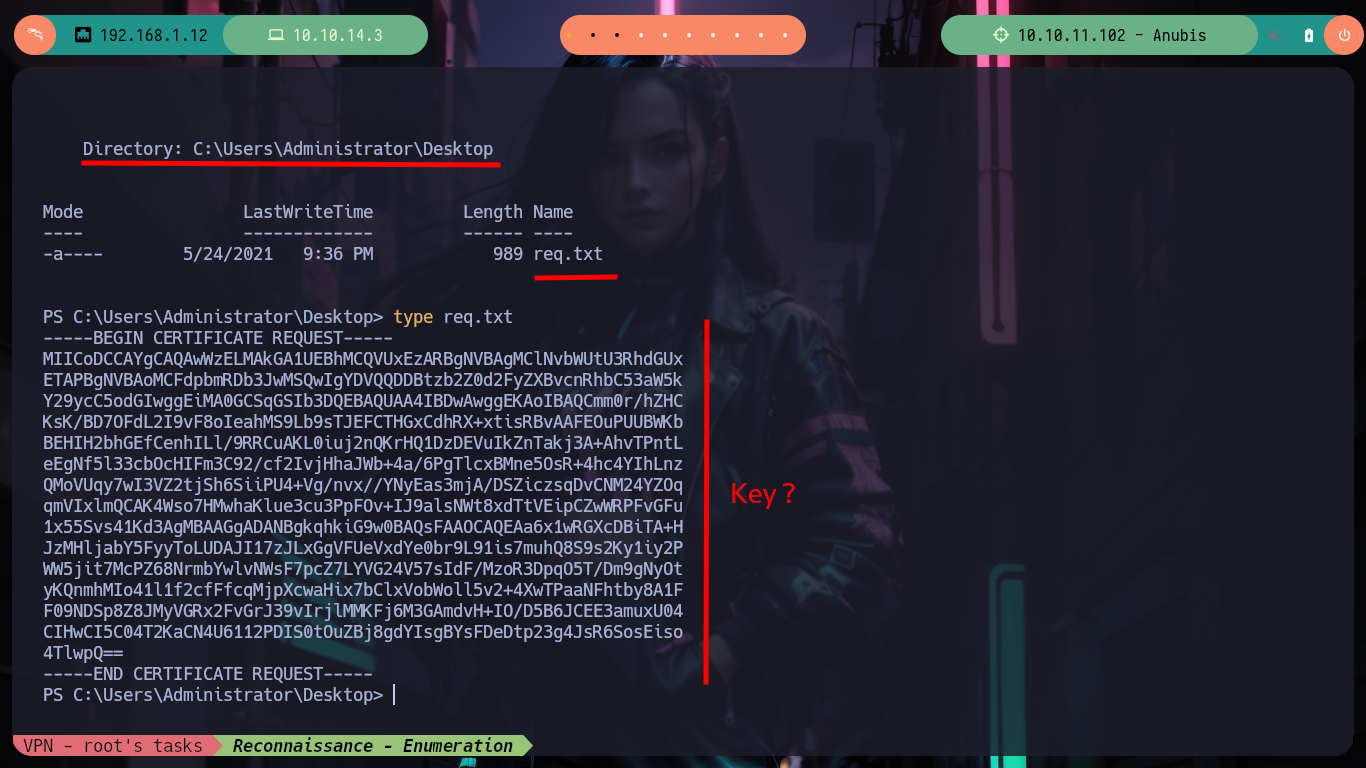 192.168.1.12 10.10.14.3 10.10.11.102 - Anubis
Directory: C:\Users\Administrator\Desktop
Mode LastWriteTime Length Name
---- ------------- ------ ----
-a---- 5/24/2021 9:36 PM 989 req.txt
PS C:\Users\Administrator\Desktop> type req.txt
-----BEGIN CERTIFICATE REQUEST-----
MIICoDCCAYgCAQAwWzELMAkGA1UEBhMCQVUxEzARBgNVBAgMClNvbWUtU3RhdGUx
ETAPBgNVBAoMCFdpbmRDb3JwMSQwIgYDVQQDDBtzb2Z0d2FyZXBvcnRhbC53aW5k
Y29ycC5odGIwggEiMA0GCSqGSIb3DQEBAQUAA4IBDwAwggEKAoIBAQCmm0r/hZHC
KsK/BD7OFdL2I9vF8oIeahMS9Lb9sTJEFCTHGxCdhRX+xtisRBvAAFEOuPUUBWKb
BEHIH2bhGEfCenhILl/9RRCuAKL0iuj2nQKrHQ1DzDEVuIkZnTakj3A+AhvTPntL
eEgNf5l33cbOcHIFm3C92/cf2IvjHhaJWb+4a/6PgTlcxBMne5OsR+4hc4YIhLnz
QMoVUqy7wI3VZ2tjSh6SiiPU4+Vg/nvx//YNyEas3mjA/DSZiczsqDvCNM24YZOq
qmVIxlmQCAK4Wso7HMwhaKlue3cu3PpFOv+IJ9alsNWt8xdTtVEipCZwWRPFvGFu
1x55Svs41Kd3AgMBAAGgADANBgkqhkiG9w0BAQsFAAOCAQEAa6x1wRGXcDBiTA+H
JzMHljabY5FyyToLUDAJI17zJLxGgVFUeVxdYe0br9L91is7muhQ8S9s2Ky1iy2P
WW5jit7McPZ68NrmbYwlvNWsF7pcZ7LYVG24V57sIdF/MzoR3DpqO5T/Dm9gNyOt
yKQnmhMIo41l1f2cfFfcqMjpXcwaHix7bClxVobWoll5v2+4XwTPaaNFhtby8A1F
F09NDSp8Z8JMyVGRx2FvGrJ39vIrjlMMKFj6M3GAmdvH+IO/D5B6JCEE3amuxU04
CIHwCI5C04T2KaCN4U6112PDIS0tOuZBj8gdYIsgBYsFDeDtp23g4JsR6SosEiso
4TlwpQ==
-----END CERTIFICATE REQUEST-----
PS C:\Users\Administrator\Desktop>
Key ?
VPN - root's tasks Reconnaissance - Enumeration